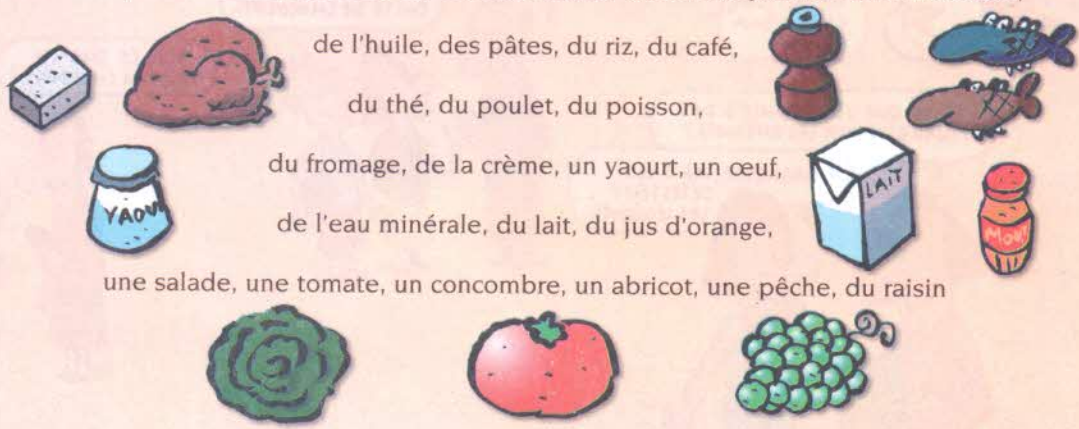 de l'huile, des pâtes, du riz, du café,
du thé, du poulet, du poisson,
du fromage, de la crème, un yaourt, un œuf,
YAOU
LAIT
MOUT
de l'eau minérale, du lait, du jus d'orange,
une salade, une tomate, un concombre, un abricot, une pêche, du raisin